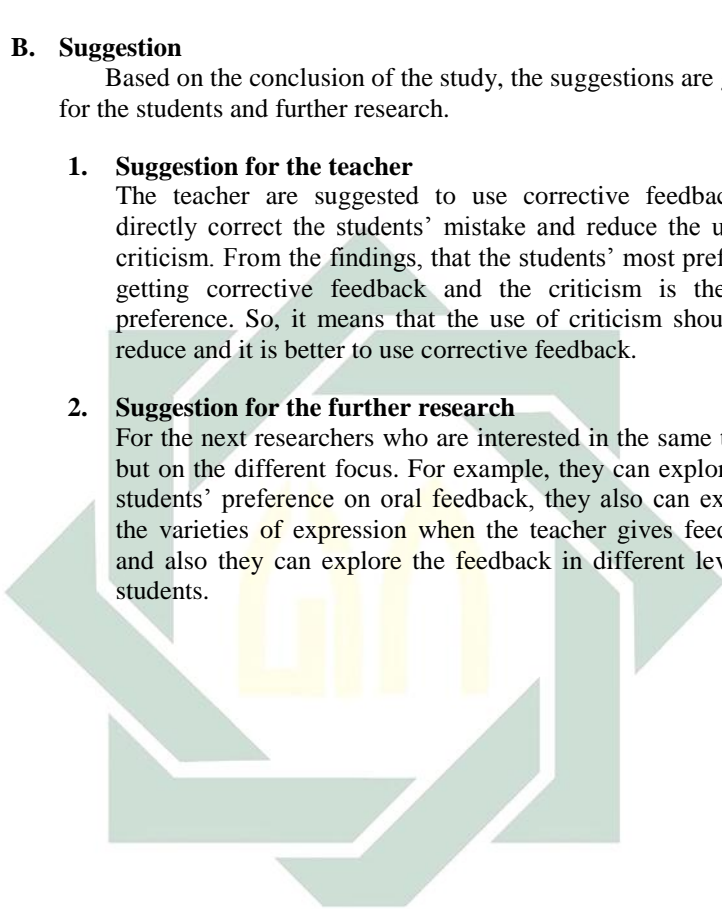 B. Suggestion
Based on the conclusion of the study, the suggestions are
for the students and further research.
1. Suggestion for the teacher
The teacher are suggested to use corrective
directly correct the students’ mistake and reduce the
criticism. From the findings, that the students’ most
getting corrective feedback and the criticism is
preference. So, it means that the use of criticism
reduce and it is better to use corrective feedback.
2. Suggestion for the further research
For the next researchers who are interested in the same
but on the different focus. For example, they can
students’ preference on oral feedback, they also can
the varieties of expression when the teacher gives
and also they can explore the feedback in different
students.